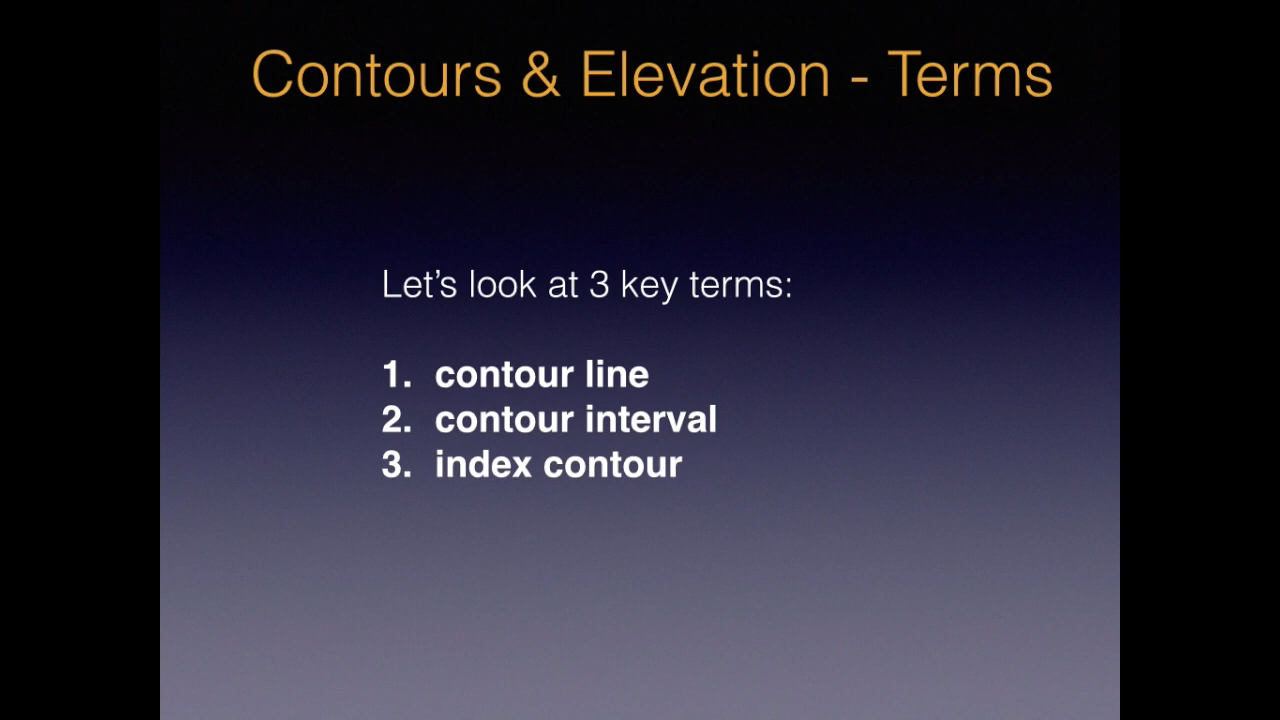 Contours & Elevation - Terms
Let’s look at 3 key terms:
1. contour line
2. contour interval
3. index contour